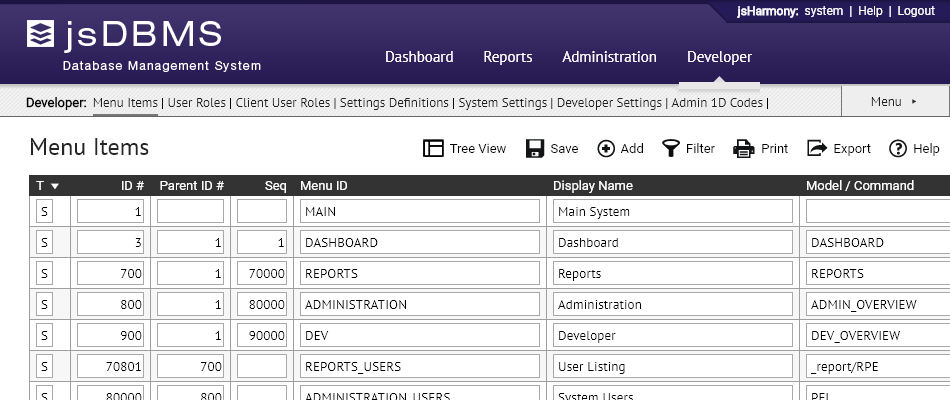 jsHarmony: system | Help | Logout
jsDBMS
Database Management System
Dashboard Reports Administration Developer
Developer: Menu Items | User Roles | Client User Roles | Settings Definitions | System Settings | Developer Settings | Admin 1D Codes | Menu ▸
Menu Items Tree View Save Add Filter Print Export Help
T ▼ ID # Parent ID # Seq Menu ID Display Name Model / Command
S 1 MAIN Main System
S 3 1 1 DASHBOARD Dashboard DASHBOARD
S 700 1 70000 REPORTS Reports REPORTS
S 800 1 80000 ADMINISTRATION Administration ADMIN_OVERVIEW
S 900 1 90000 DEV Developer DEV_OVERVIEW
S 70801 700 REPORTS_USERS User Listing _report/RPE
S 80000 800 ADMINISTRATION_USERS System Users